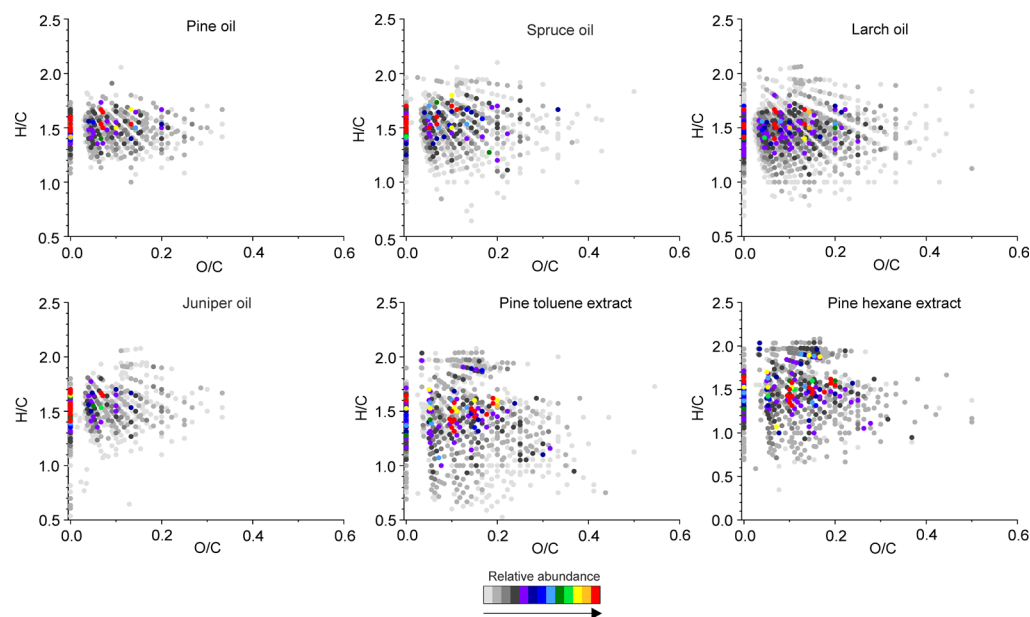 Pine oil
2.5
2.0
1.5
1.0
0.5
H/C
0.0
0.2
0.4
0.6
O/C
Spruce oil
2.5
2.0
1.5
1.0
0.5
H/C
0.0
0.2
0.4
0.6
O/C
Larch oil
2.5
2.0
1.5
1.0
0.5
H/C
0.0
0.2
0.4
0.6
O/C
Juniper oil
2.5
2.0
1.5
1.0
0.5
H/C
0.0
0.2
0.4
0.6
O/C
Pine toluene extract
2.5
2.0
1.5
1.0
0.5
H/C
0.0
0.2
0.4
0.6
O/C
Pine hexane extract
2.5
2.0
1.5
1.0
0.5
0.0
H/C
0.0
0.2
0.4
0.6
O/C
Relative abundance